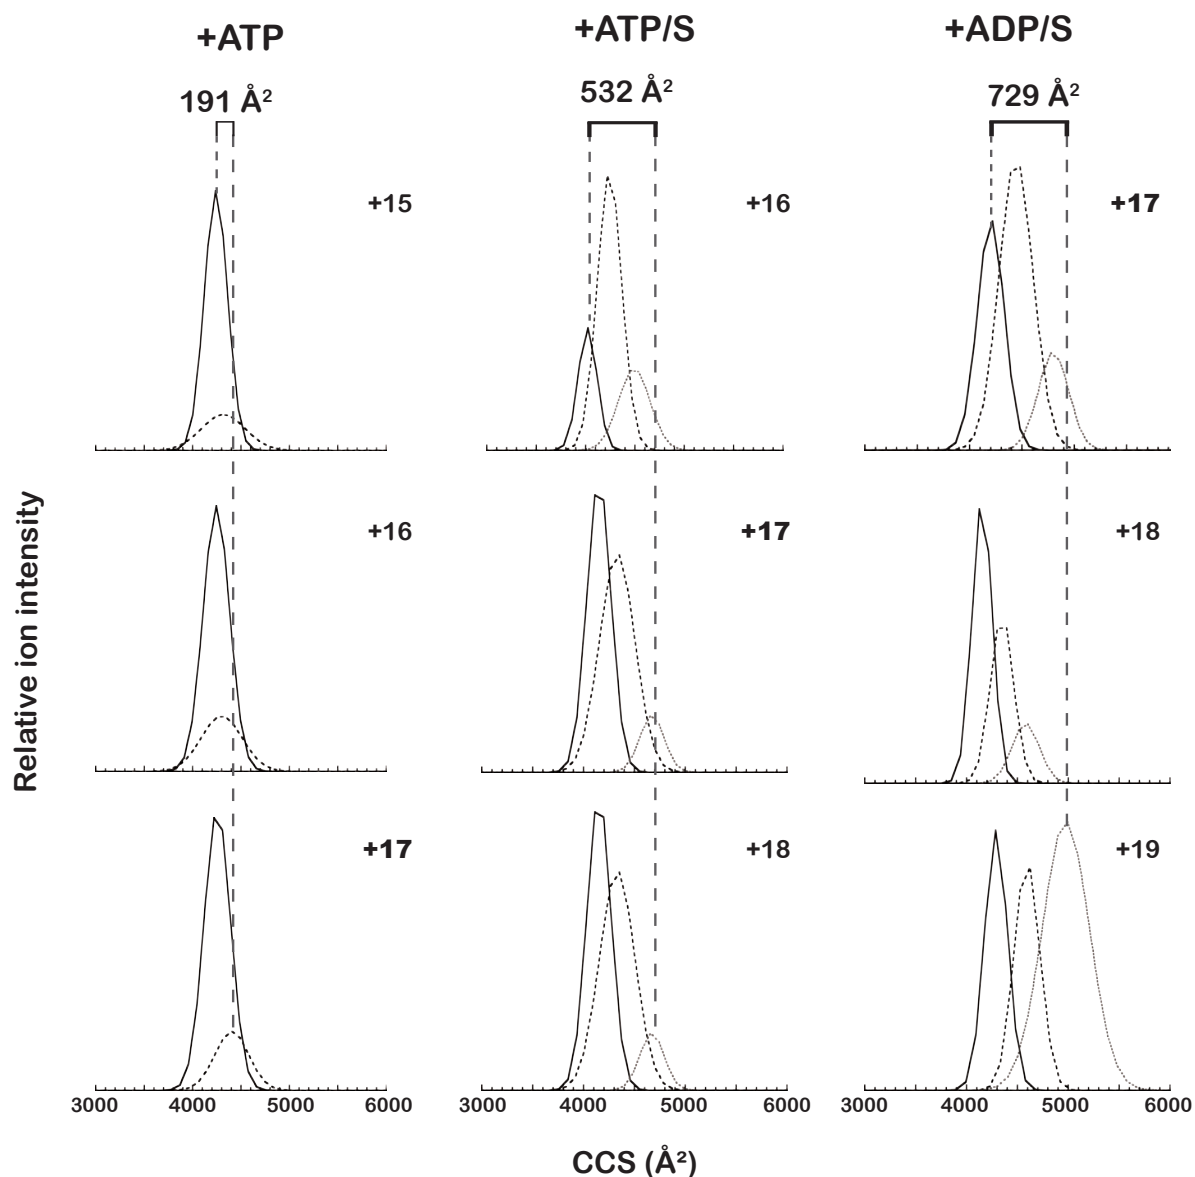 +ATP
+ATP/S
+ADP/S
191 Å²
532 Å²
729 Å²
+15
+16
+17
+16
+17
+18
+17
+18
+19
Relative ion intensity
3000 4000 5000 6000
3000 4000 5000 6000
3000 4000 5000 6000
CCS (Å²)